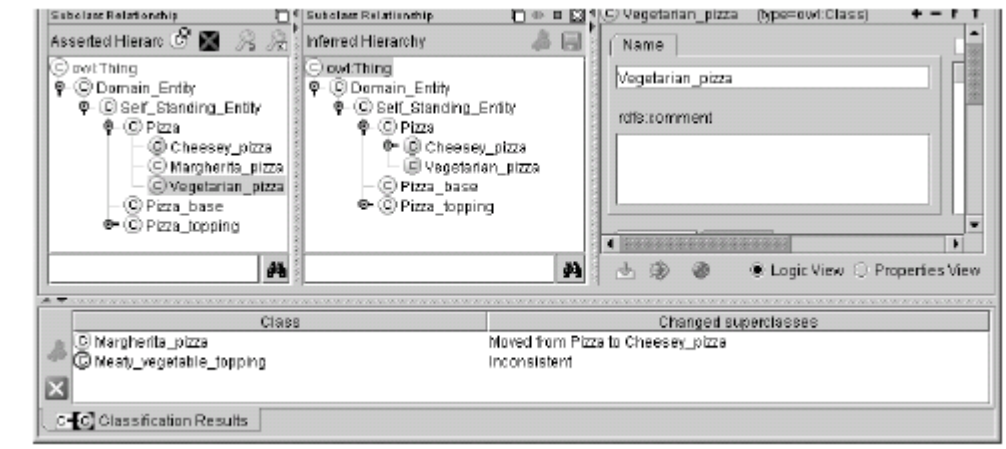 Subclass Relationship
Asserted Hierarc
owl:Thing
Domain_Entity
Self_Standing_Entity
Pizza
Cheesey_pizza
Margherita_pizza
Vegetarian_pizza
Pizza_base
Pizza_topping
Subclass Relationship
Inferred Hierarchy
owl:Thing
Domain_Entity
Self_Standing_Entity
Pizza
Cheesey_pizza
Vegetarian_pizza
Pizza_base
Pizza_topping
Vegetarian_pizza (type=owl:Class)
Name
Vegetarian_pizza
rdfs:comment
Logic View Properties View
Class Changed superclasses
Margherita_pizza Moved from Pizza to Cheesey_pizza
Meaty_vegetable_topping Inconsistent
Classification Results